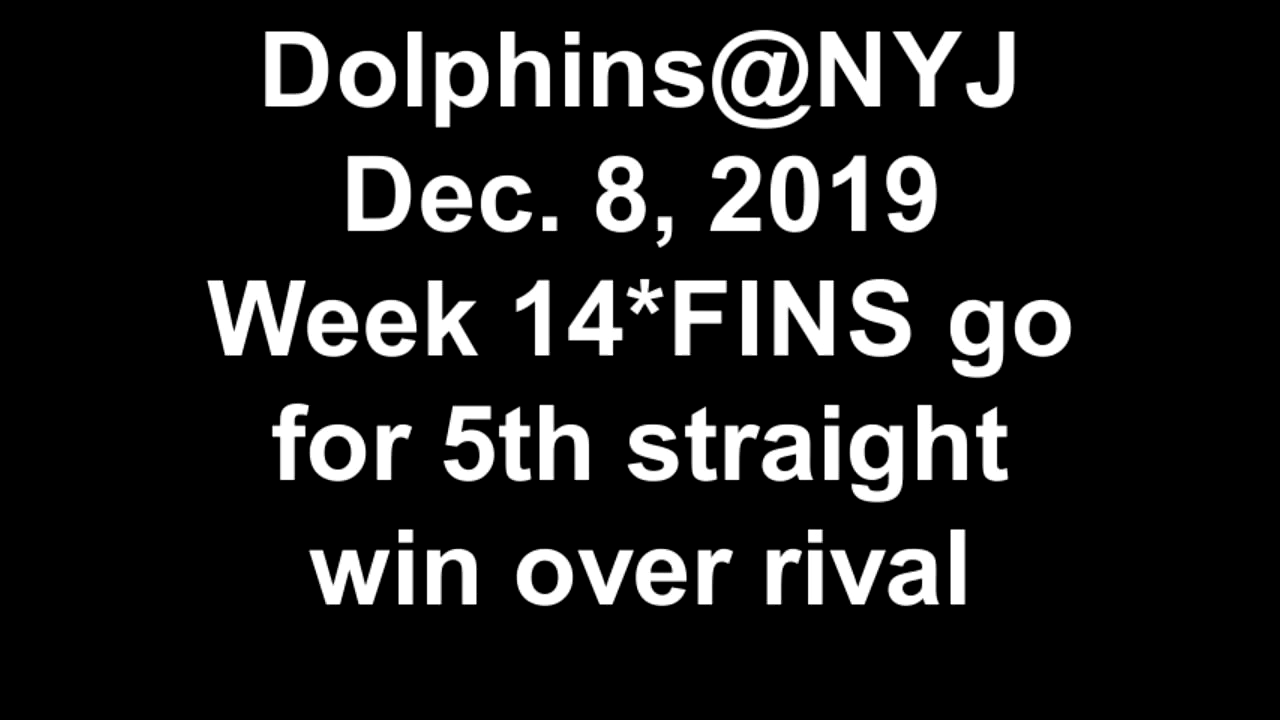 Dolphins@NYJ
Dec. 8, 2019
Week 14*FINS go
for 5th straight
win over rival